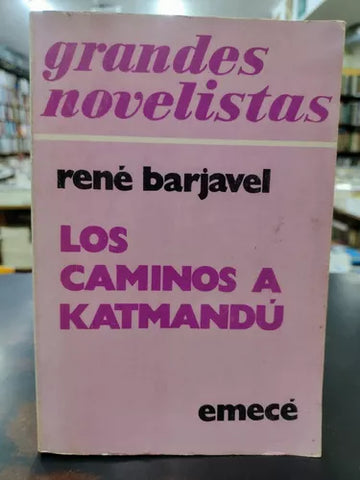 grandes
novelistas
rené barjavel
LOS
CAMINOS A
KATMANDÚ
emecé